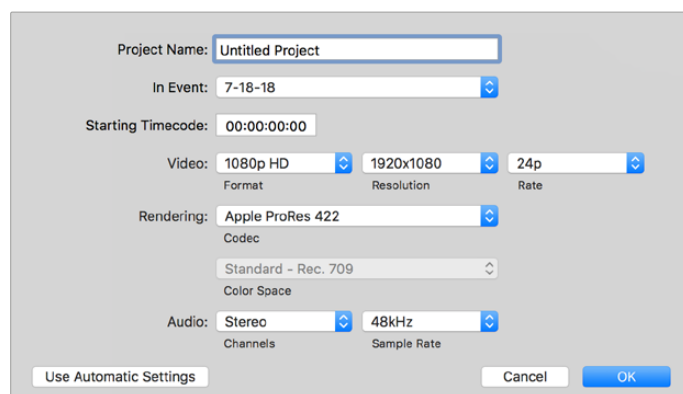 Project Name: Untitled Project
In Event: 7-18-18
Starting Timecode: 00:00:00:00
Video: 1080p HD 1920x1080 24p
Format Resolution Rate
Rendering: Apple ProRes 422
Codec
Standard - Rec. 709
Color Space
Audio: Stereo 48kHz
Channels Sample Rate
Use Automatic Settings Cancel OK